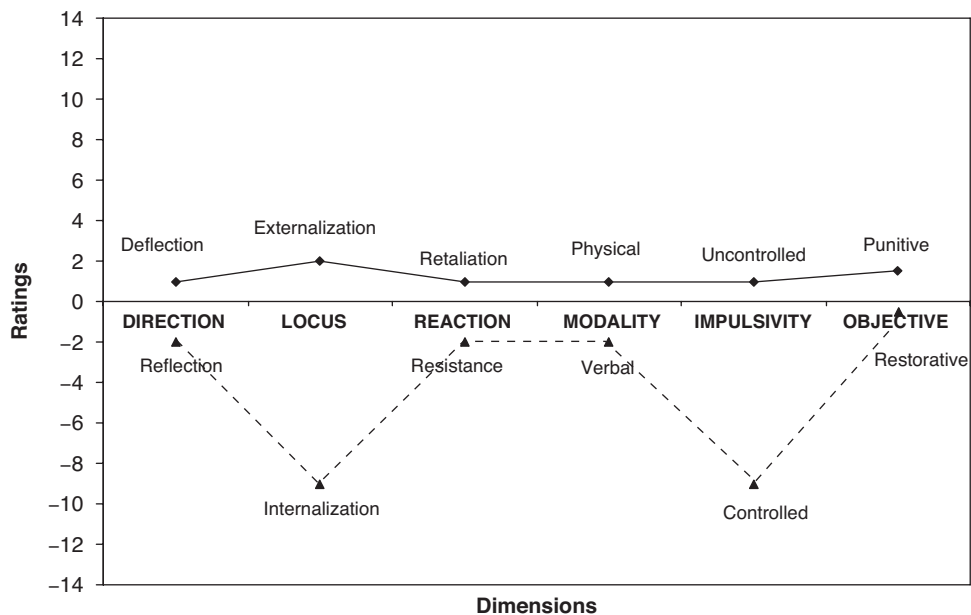 14
12
10
8
6
4
2
0
−2
−4
−6
−8
−10
−12
−14
Ratings
Deflection
Externalization
Retaliation
Physical
Uncontrolled
Punitive
DIRECTION
LOCUS
REACTION
MODALITY
IMPULSIVITY
OBJECTIVE
Reflection
Resistance
Verbal
Restorative
Internalization
Controlled
Dimensions